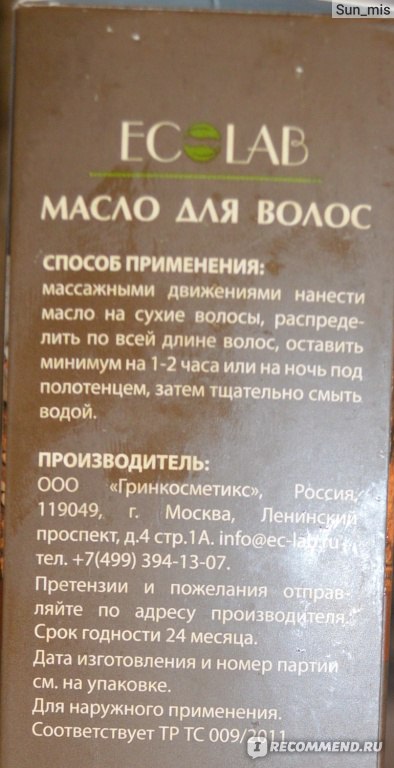 Sun_mis
ECOLAB
МАСЛО ДЛЯ ВОЛОС
СПОСОБ ПРИМЕНЕНИЯ:
массажными движениями нанести
масло на сухие волосы, распреде-
лить по всей длине волос, оставить
минимум на 1-2 часа или на ночь под
полотенцем, затем тщательно смыть
водой.
ПРОИЗВОДИТЕЛЬ:
ООО «Гринкосметикс», Россия,
119049, г. Москва, Ленинский
проспект, д.4 стр.1А. info@ec-lab.ru
тел. +7(499) 394-13-07.
Претензии и пожелания отправ-
ляйте по адресу производителя.
Срок годности 24 месяца.
Дата изготовления и номер партии
см. на упаковке.
Для наружного применения.
Соответствует ТР ТС 009/2011
IRECOMMEND.RU